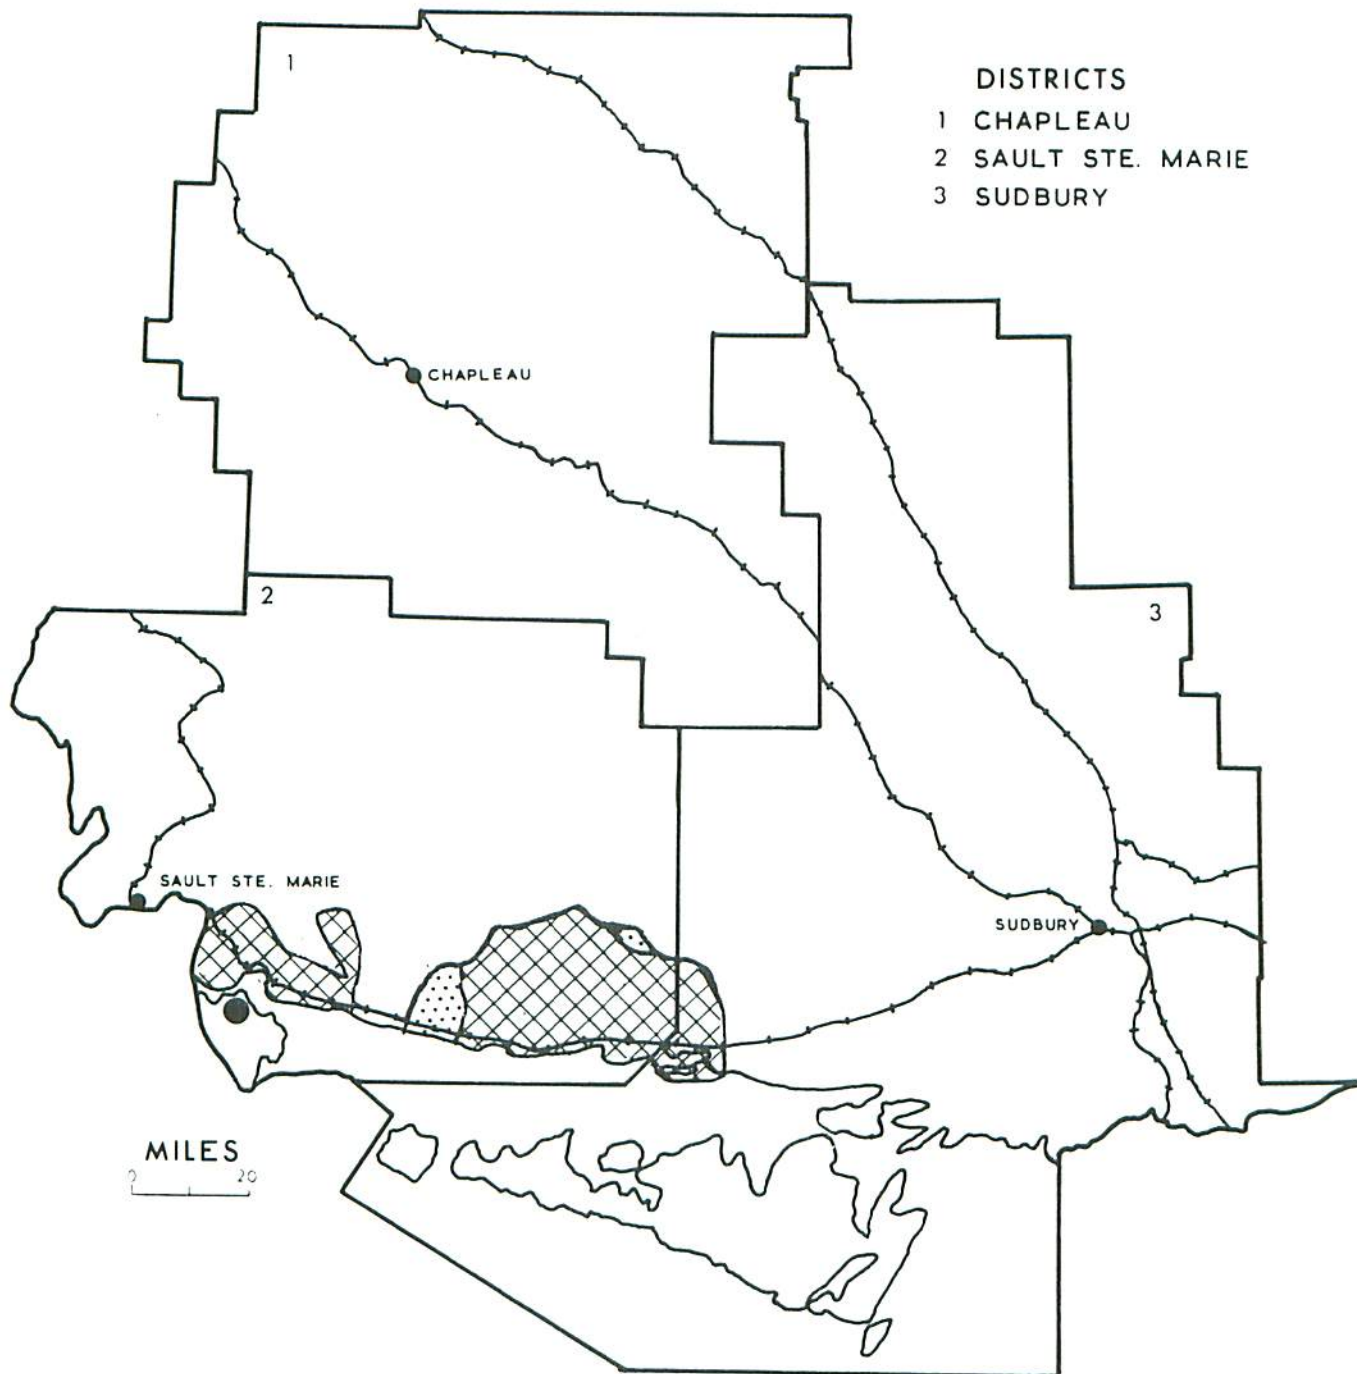 1
DISTRICTS
1 CHAPLEAU
2 SAULT STE. MARIE
3 SUDBURY
CHAPLEAU
2
3
SAULT STE. MARIE
SUDBURY
MILES
0 20